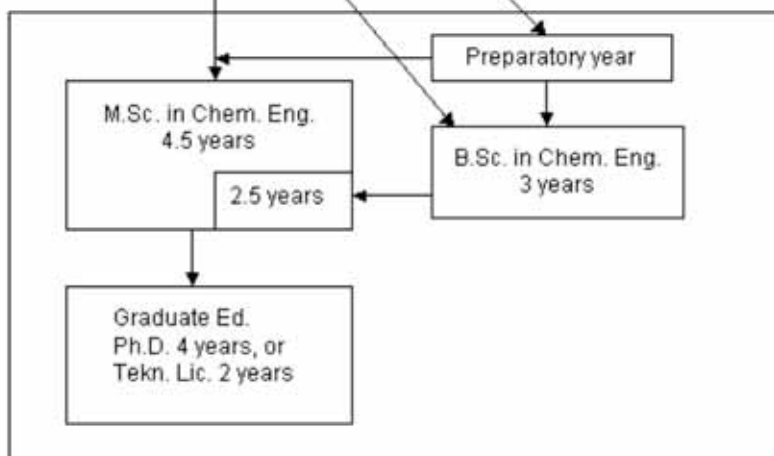 Preparatory year
M.Sc. in Chem. Eng.
4.5 years
B.Sc. in Chem. Eng.
3 years
2.5 years
Graduate Ed.
Ph.D. 4 years, or
Tekn. Lic. 2 years